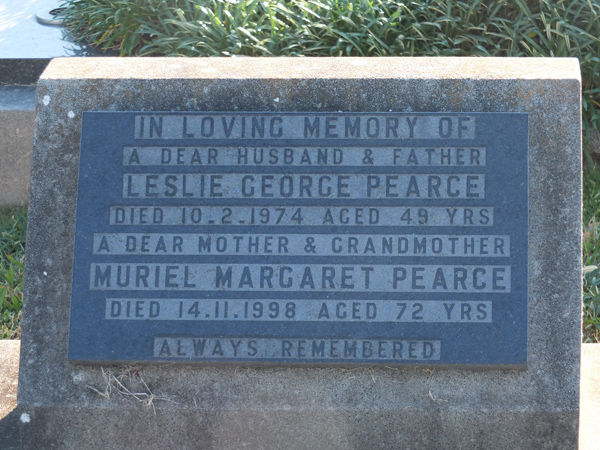 IN LOVING MEMORY OF
A DEAR HUSBAND & FATHER
LESLIE GEORGE PEARCE
DIED 10-2-1974 AGED 49 YRS
A DEAR MOTHER & GRANDMOTHER
MURIEL MARGARET PEARCE
DIED 14.11.1998 AGED 72 YRS
ALWAYS REMEMBERED